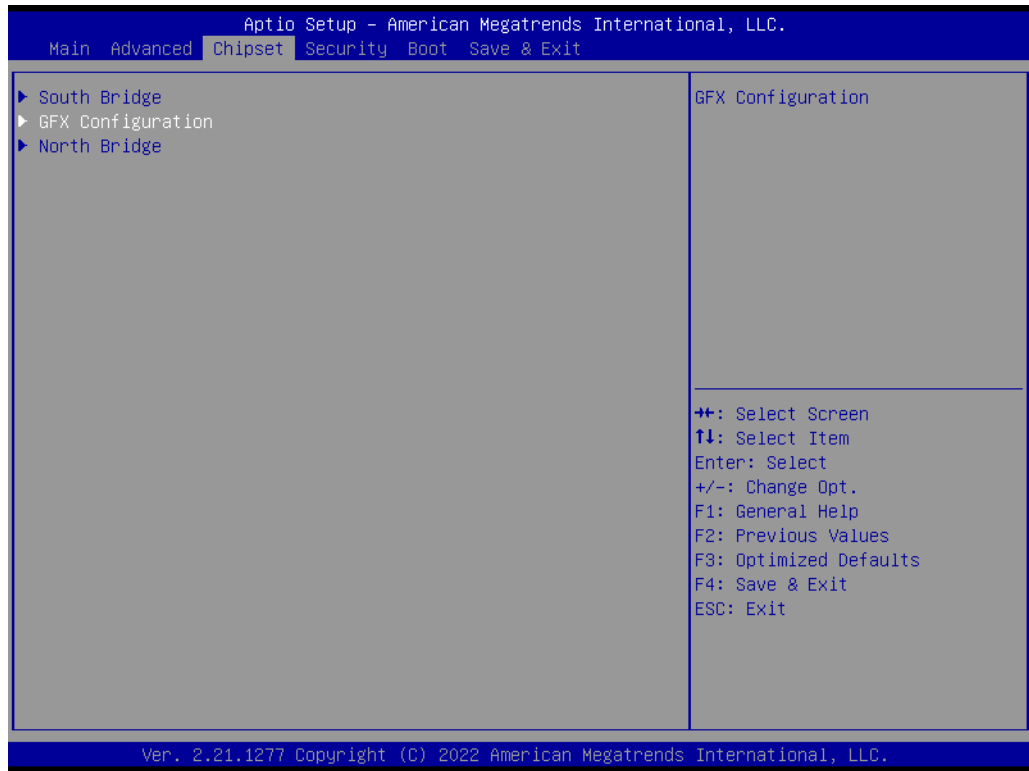 Aptio Setup – American Megatrends International, LLC.
Main Advanced Chipset Security Boot Save & Exit
▶ South Bridge
▶ GFX Configuration
▶ North Bridge
GFX Configuration
→←: Select Screen
↑↓: Select Item
Enter: Select
+/-: Change Opt.
F1: General Help
F2: Previous Values
F3: Optimized Defaults
F4: Save & Exit
ESC: Exit
Ver. 2.21.1277 Copyright (C) 2022 American Megatrends International, LLC.